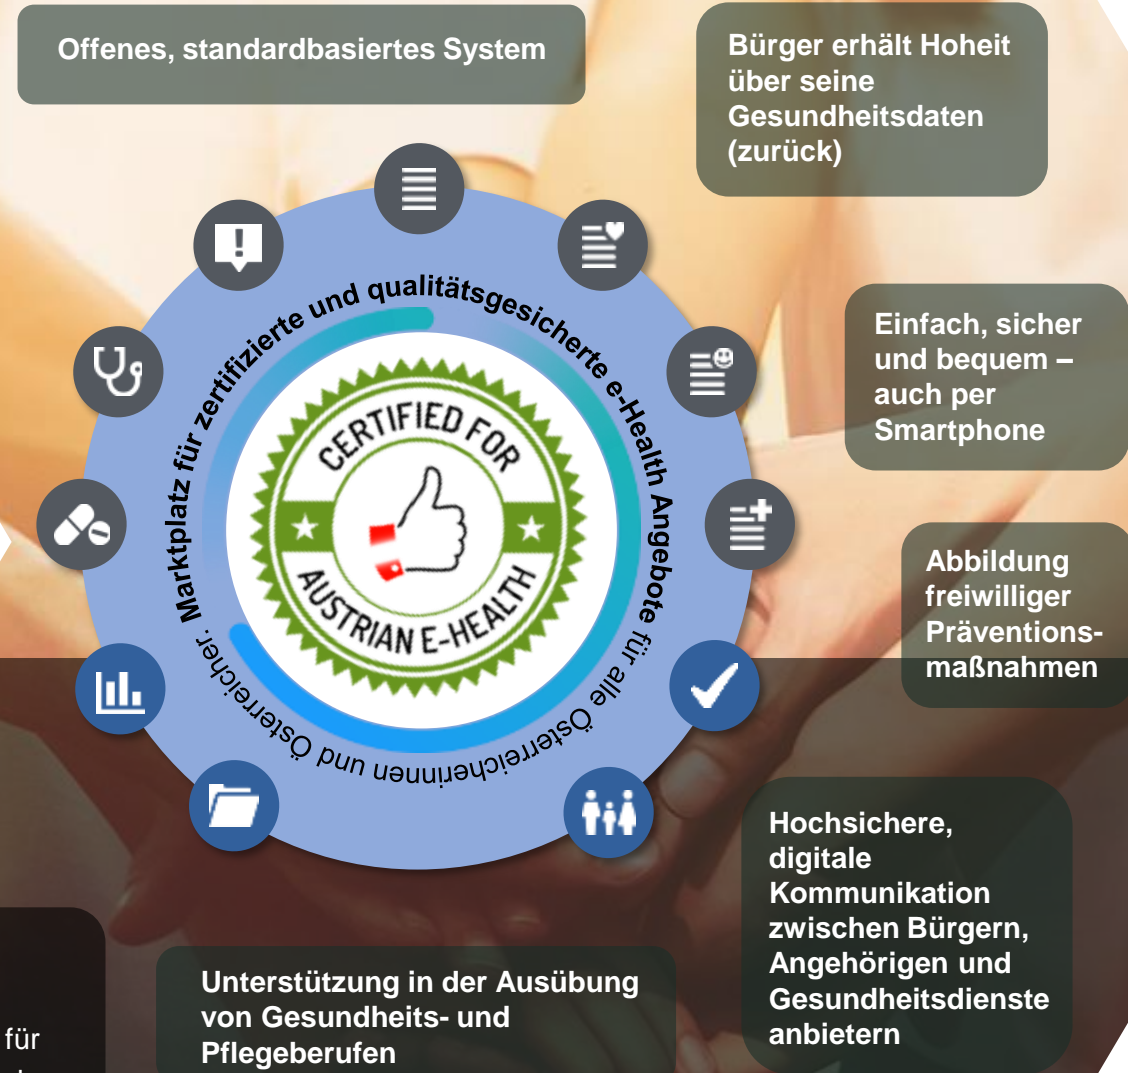 Offenes, standardbasiertes System
Bürger erhält Hoheit
über seine
Gesundheitsdaten
(zurück)
Einfach, sicher
und bequem –
auch per
Smartphone
Abbildung
freiwilliger
Präventions-
maßnahmen
Hochsichere,
digitale
Kommunikation
zwischen Bürgern,
Angehörigen und
Gesundheitsdienste
anbietern
Unterstützung in der Ausübung
von Gesundheits- und
Pflegeberufen
für
Marktplatz für zertifizierte und qualitätsgesicherte e-Health Angebote für alle Österreicherinnen und Österreicher.
CERTIFIED FOR
AUSTRIAN E-HEALTH